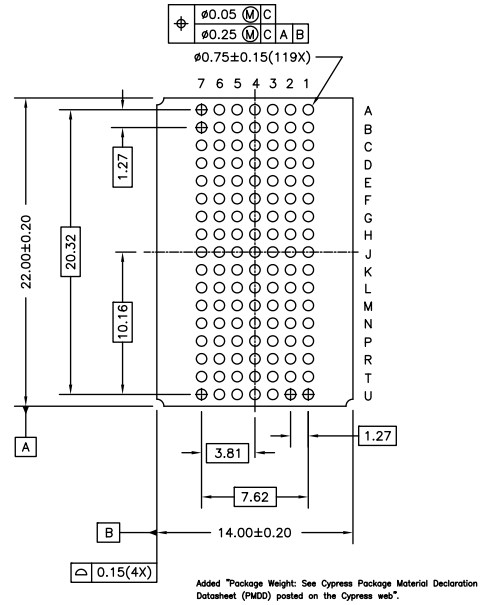 ø0.05 Ⓜ C
ø0.25 Ⓜ C A B
ø0.75±0.15(119X)
7 6 5 4 3 2 1
A
B
C
D
E
F
G
H
J
K
L
M
N
P
R
T
U
1.27
20.32
22.00±0.20
10.16
A
1.27
3.81
7.62
B
14.00±0.20
0.15(4X)
Added "Package Weight: See Cypress Package Material Declaration
Datasheet (PMDD) posted on the Cypress web".